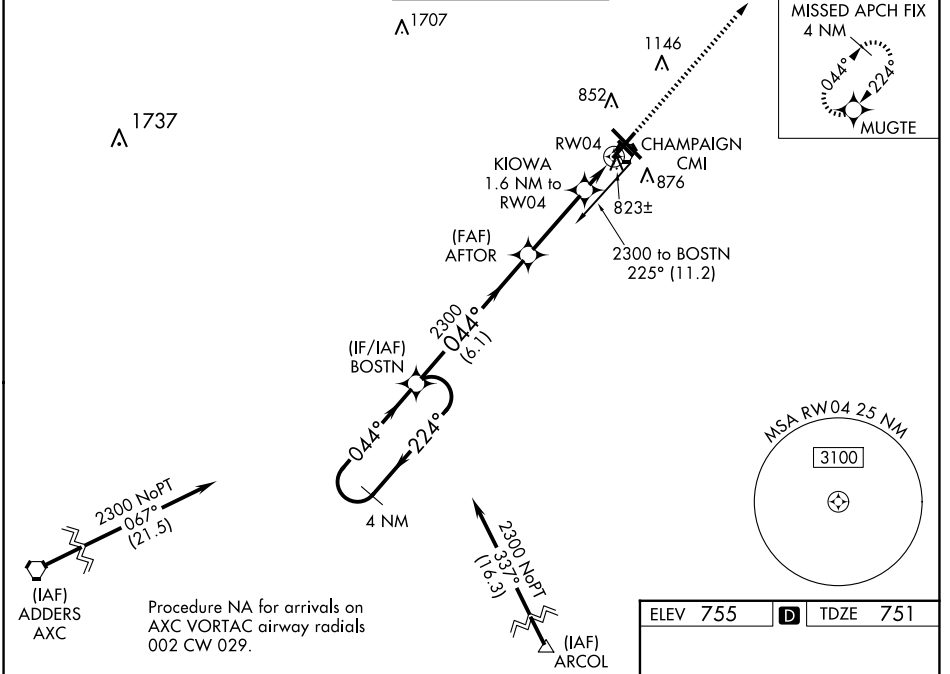 1707
MISSED APCH FIX
4 NM
044°
224°
MUGTE
1146
852
1737
RW04
CHAMPAIGN
CMI
KIOWA
1.6 NM to
RW04
876
823±
(FAF)
AFTOR
2300 to BOSTN
225° (11.2)
2300
044°
(6.1)
(IF/IAF)
BOSTN
044°
224°
4 NM
MSA RW04 25 NM
3100
2300 NoPT
067°
(21.5)
2300 NoPT
337°
(16.3)
(IAF)
ADDERS
AXC
Procedure NA for arrivals on
AXC VORTAC airway radials
002 CW 029.
(IAF)
ARCOL
ELEV 755 D TDZE 751